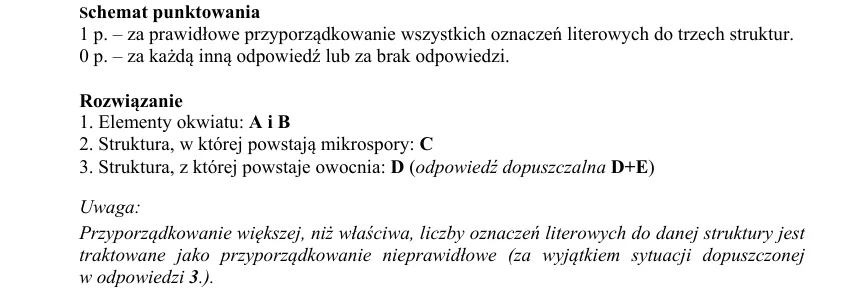 Schemat punktowania
1 p. – za prawidłowe przyporządkowanie wszystkich oznaczeń literowych do trzech struktur.
0 p. – za każdą inną odpowiedź lub za brak odpowiedzi.
Rozwiązanie
1. Elementy okwiatu: A i B
2. Struktura, w której powstają mikrospory: C
3. Struktura, z której powstaje owocnia: D (odpowiedź dopuszczalna D+E)
Uwaga:
Przyporządkowanie większej, niż właściwa, liczby oznaczeń literowych do danej struktury jest
traktowane jako przyporządkowanie nieprawidłowe (za wyjątkiem sytuacji dopuszczonej
w odpowiedzi 3.).